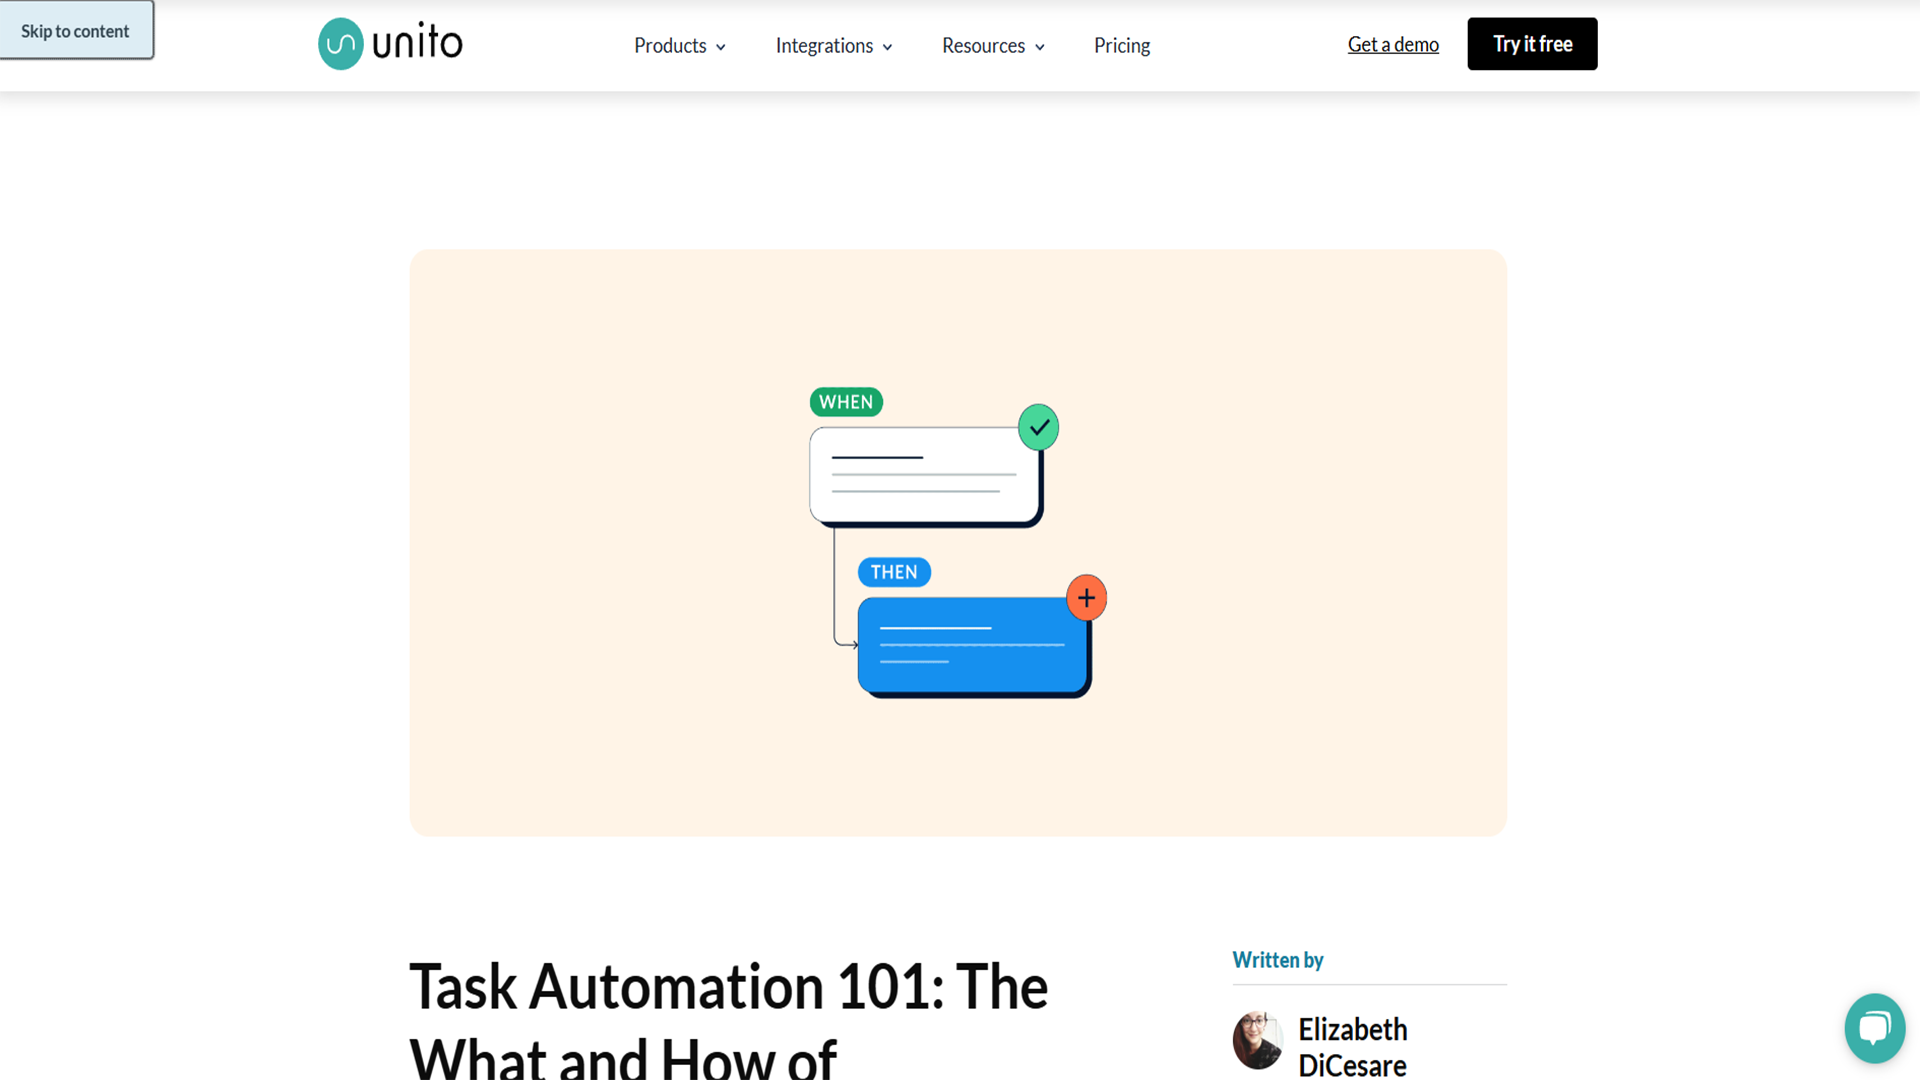 Skip to content
unito
Products
Integrations
Resources
Pricing
Get a demo
Try it free
WHEN
THEN
Task Automation 101: The
What and How of
Written by
Elizabeth
DiCesare